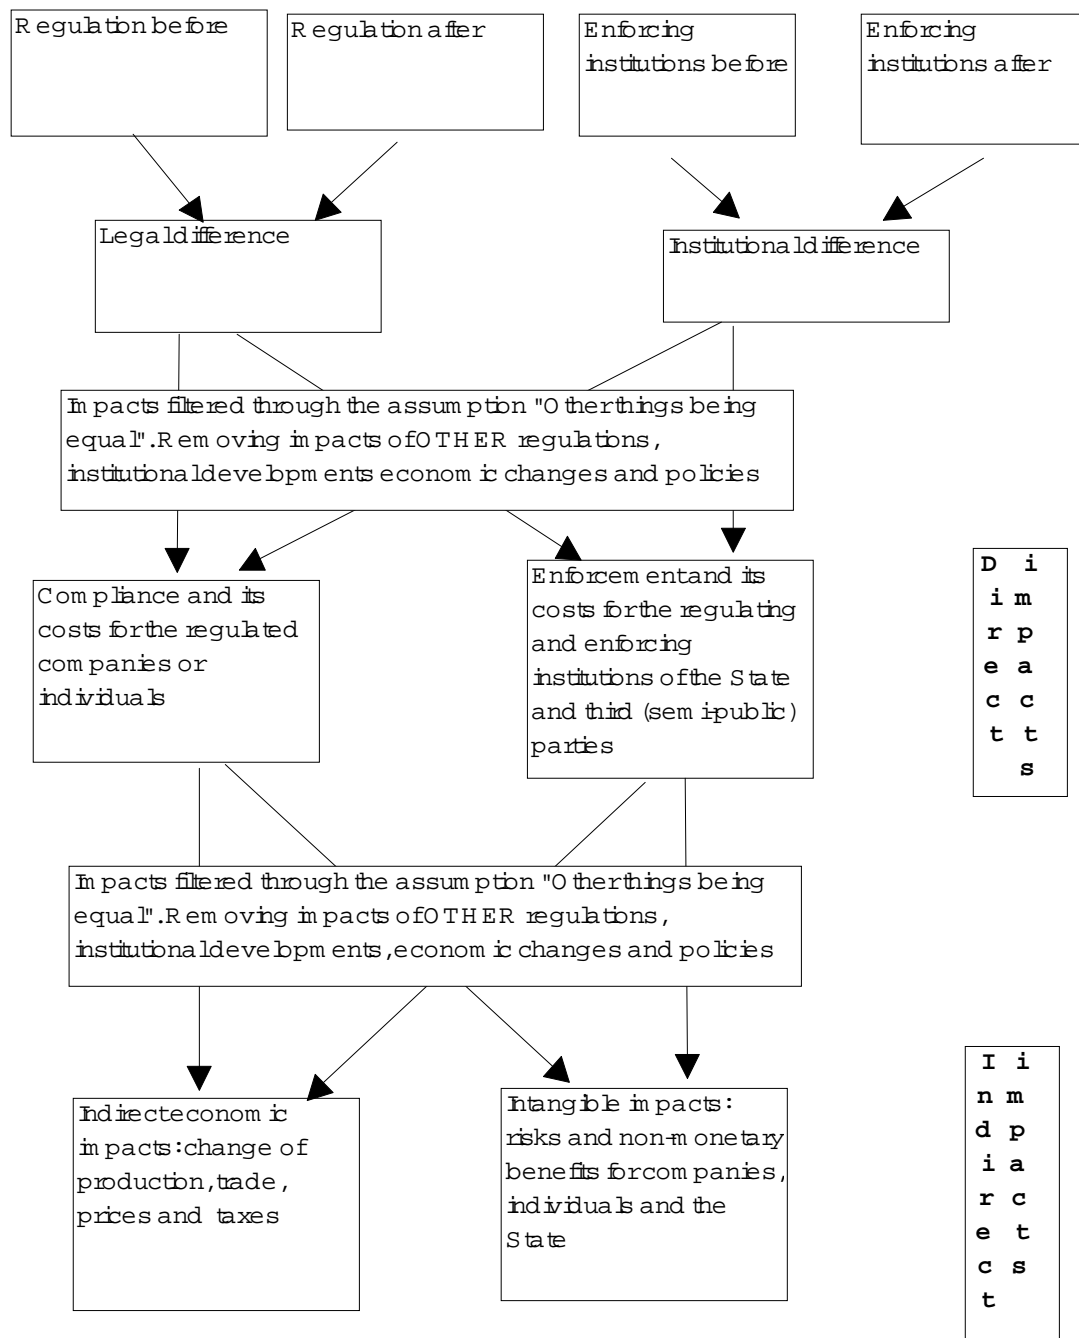 Regulation before
Regulation after
Enforcing
institutions before
Enforcing
institutions after
Legal difference
Institutional difference
Impacts filtered through the assumption "Other things being
equal". Removing impacts of OTHER regulations,
institutional developments economic changes and policies
Compliance and its
costs for the regulated
companies or
individuals
Enforcement and its
costs for the regulating
and enforcing
institutions of the State
and third (semi-public)
parties
Direct
impacts
Impacts filtered through the assumption "Other things being
equal". Removing impacts of OTHER regulations,
institutional developments, economic changes and policies
Indirect economic
impacts: change of
production, trade,
prices and taxes
Intangible impacts:
risks and non-monetary
benefits for companies,
individuals and the
State
Indirect
impacts